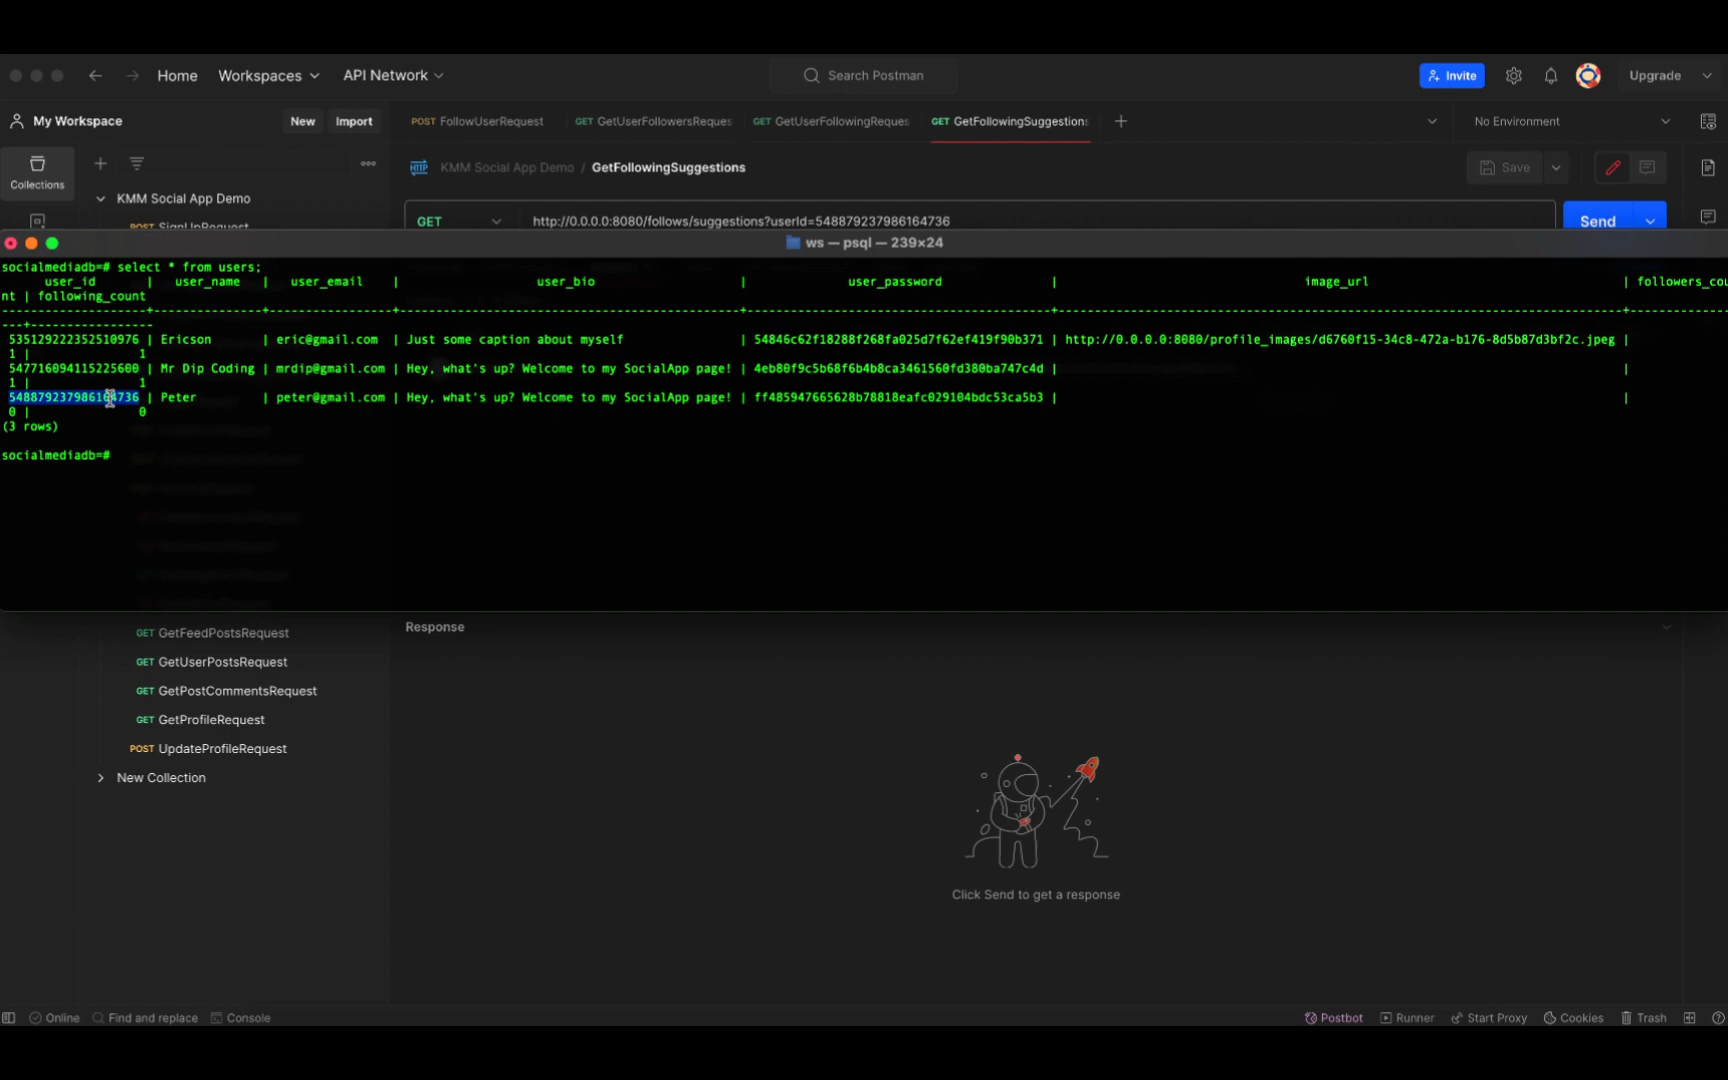 Home
Workspaces
API Network
Search Postman
Invite
Upgrade
My Workspace
New
Import
POST FollowUserRequest
GET GetUserFollowersReques
GET GetUserFollowingReques
GET GetFollowingSuggestion
No Environment
Collections
KMM Social App Demo / GetFollowingSuggestions
Save
KMM Social App Demo
POST SignUpRequest
GET
http://0.0.0.0:8080/follows/suggestions?userId=548879237986164736
Send
ws — psql — 239×24
socialmediadb=# select * from users;
user_id | user_name | user_email | user_bio | user_password | image_url | followers_cou
nt | following_count
535129222352510976 | Ericson | eric@gmail.com | Just some caption about myself | 54846c62f18288f268fa025d7f62ef419f90b371 | http://0.0.0.0:8080/profile_images/d6760f15-34c8-472a-b176-8d5b87d3bf2c.jpeg |
1 | 1
547716094115225600 | Mr Dip Coding | mrdip@gmail.com | Hey, what's up? Welcome to my SocialApp page! | 4eb80f9c5b68f6b4b8ca3461560fd380ba747c4d | |
1 | 1
548879237986164736 | Peter | peter@gmail.com | Hey, what's up? Welcome to my SocialApp page! | ff485947665628b78818eafc029104bdc53ca5b3 | |
0 | 0
(3 rows)
socialmediadb=#
GET GetFeedPostsRequest
GET GetUserPostsRequest
GET GetPostCommentsRequest
GET GetProfileRequest
POST UpdateProfileRequest
New Collection
Response
Click Send to get a response
Online
Find and replace
Console
Postbot
Runner
Start Proxy
Cookies
Trash